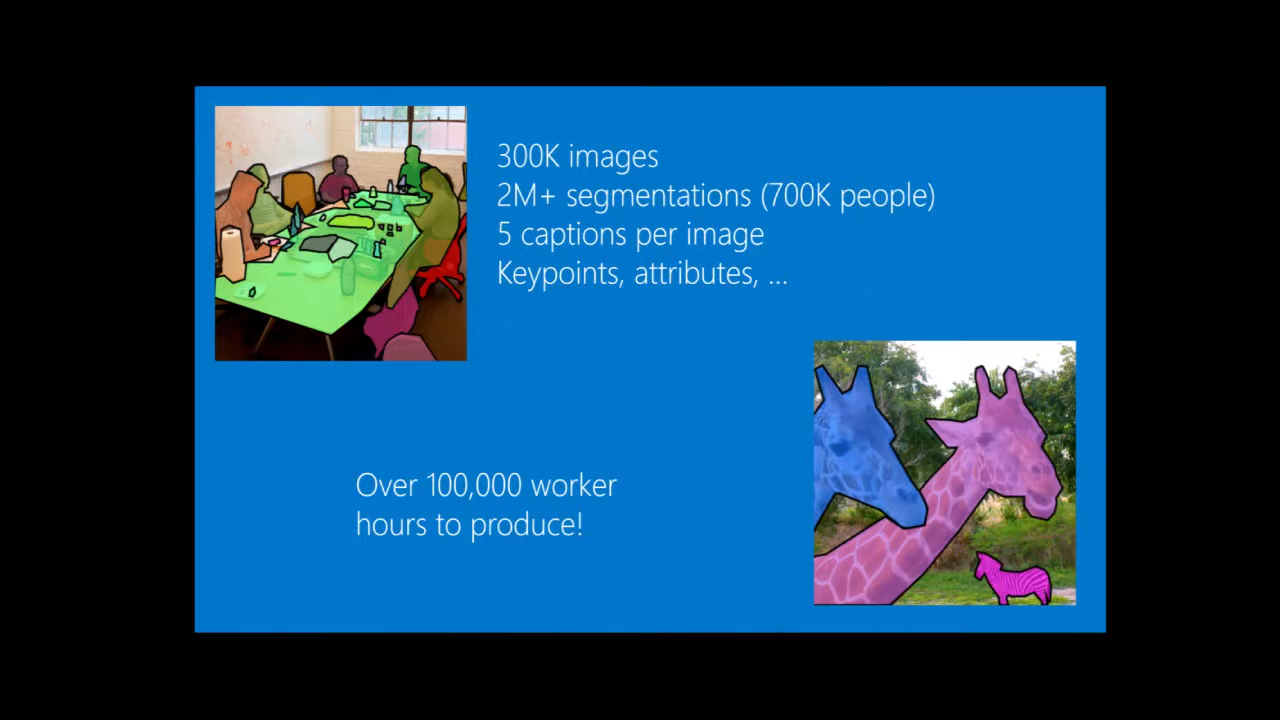 300K images
2M+ segmentations (700K people)
5 captions per image
Keypoints, attributes, ...
Over 100,000 worker
hours to produce!